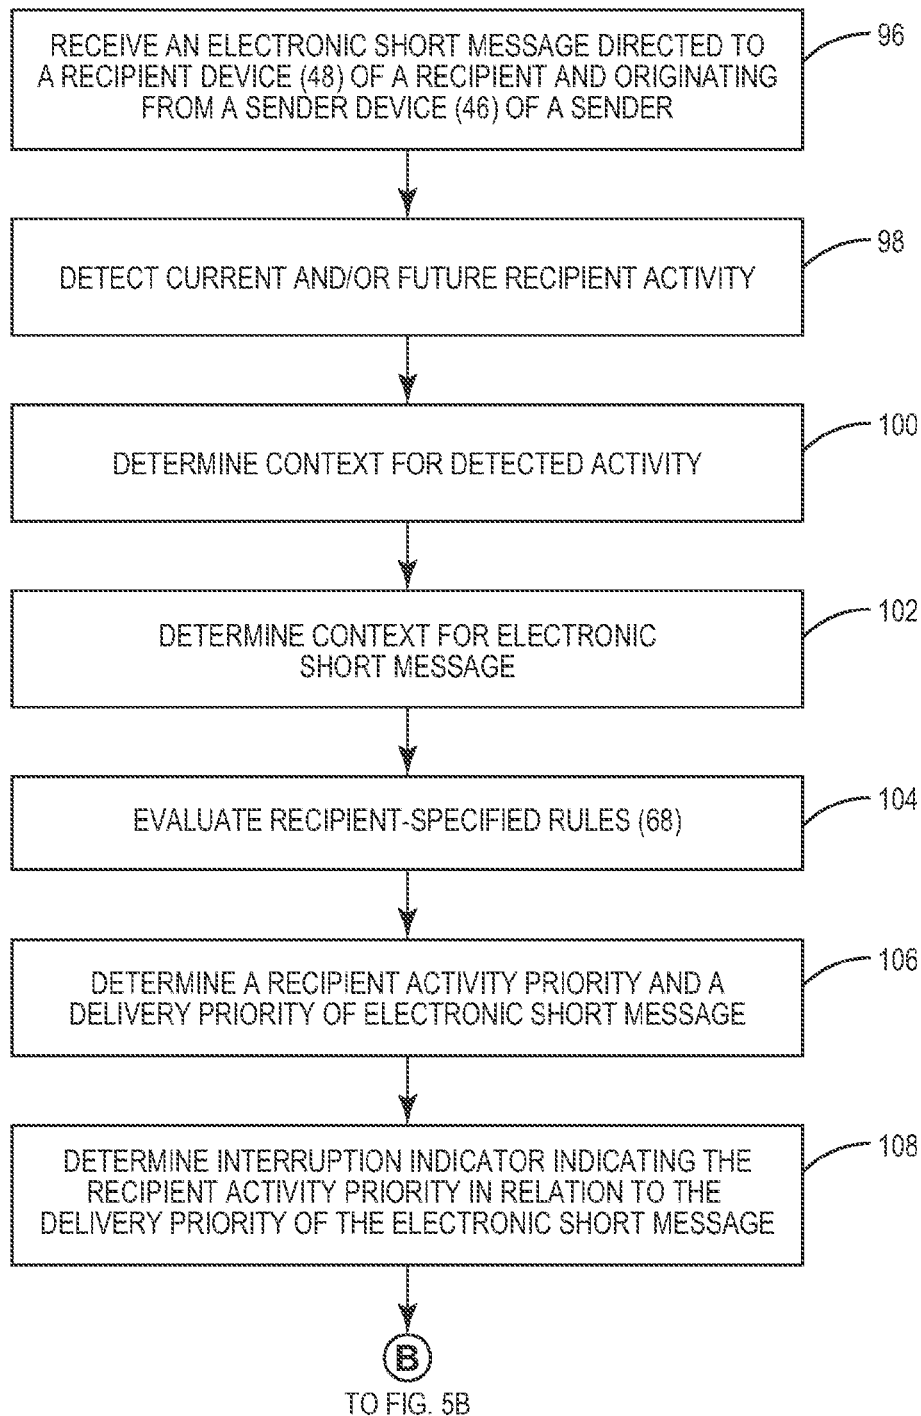 RECEIVE AN ELECTRONIC SHORT MESSAGE DIRECTED TO
A RECIPIENT DEVICE (48) OF A RECIPIENT AND ORIGINATING
FROM A SENDER DEVICE (46) OF A SENDER
96
DETECT CURRENT AND/OR FUTURE RECIPIENT ACTIVITY
98
DETERMINE CONTEXT FOR DETECTED ACTIVITY
100
DETERMINE CONTEXT FOR ELECTRONIC
SHORT MESSAGE
102
EVALUATE RECIPIENT-SPECIFIED RULES (68)
104
DETERMINE A RECIPIENT ACTIVITY PRIORITY AND A
DELIVERY PRIORITY OF ELECTRONIC SHORT MESSAGE
106
DETERMINE INTERRUPTION INDICATOR INDICATING THE
RECIPIENT ACTIVITY PRIORITY IN RELATION TO THE
DELIVERY PRIORITY OF THE ELECTRONIC SHORT MESSAGE
108
B
TO FIG. 5B